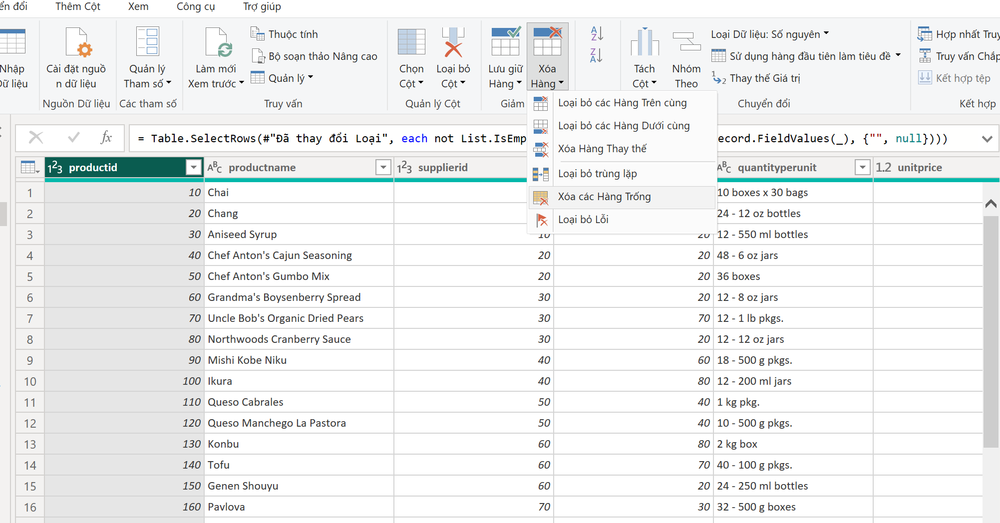 ển đổi Thêm Cột Xem Công cụ Trợ giúp
Nhập
Dữ liệu
Cài đặt nguồ
n dữ liệu
Nguồn Dữ liệu
Quản lý
Tham số
Các tham số
Làm mới
Xem trước
Thuộc tính
Bộ soạn thảo Nâng cao
Quản lý
Truy vấn
Chọn
Cột
Loại bỏ
Cột
Quản lý Cột
Lưu giữ
Hàng
Xóa
Hàng
Giảm
Tách
Cột
Nhóm
Theo
Loại Dữ liệu: Số nguyên
Sử dụng hàng đầu tiên làm tiêu đề
Thay thế Giá trị
Chuyển đổi
Hợp nhất Truy
Truy vấn Chắp
Kết hợp tệp
Kết hợp
Loại bỏ các Hàng Trên cùng
Loại bỏ các Hàng Dưới cùng
Xóa Hàng Thay thế
Loại bỏ trùng lặp
Xóa các Hàng Trống
Loại bỏ Lỗi
fx = Table.SelectRows(#"Đã thay đổi Loại", each not List.IsEmp ecord.FieldValues(_), {"", null})))
123 productid ABC productname 123 supplierid ABC quantityperunit 1.2 unitprice
1 10 Chai 10 boxes x 30 bags
2 20 Chang 24 - 12 oz bottles
3 30 Aniseed Syrup 10 20 12 - 550 ml bottles
4 40 Chef Anton's Cajun Seasoning 20 20 48 - 6 oz jars
5 50 Chef Anton's Gumbo Mix 20 20 36 boxes
6 60 Grandma's Boysenberry Spread 30 20 12 - 8 oz jars
7 70 Uncle Bob's Organic Dried Pears 30 70 12 - 1 lb pkgs.
8 80 Northwoods Cranberry Sauce 30 20 12 - 12 oz jars
9 90 Mishi Kobe Niku 40 60 18 - 500 g pkgs.
10 100 Ikura 40 80 12 - 200 ml jars
11 110 Queso Cabrales 50 40 1 kg pkg.
12 120 Queso Manchego La Pastora 50 40 10 - 500 g pkgs.
13 130 Konbu 60 80 2 kg box
14 140 Tofu 60 70 40 - 100 g pkgs.
15 150 Genen Shouyu 60 20 24 - 250 ml bottles
16 160 Pavlova 70 30 32 - 500 g boxes